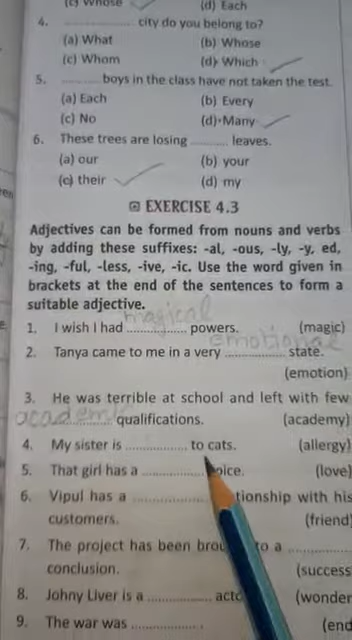 (c) Whose (d) Each
4. .................. city do you belong to?
(a) What (b) Whose
(c) Whom (d) Which
5. .......... boys in the class have not taken the test.
(a) Each (b) Every
(c) No (d) Many
6. These trees are losing .......... leaves.
(a) our (b) your
(c) their (d) my
EXERCISE 4.3
Adjectives can be formed from nouns and verbs
by adding these suffixes: -al, -ous, -ly, -y, ed,
-ing, -ful, -less, -ive, -ic. Use the word given in
brackets at the end of the sentences to form a
suitable adjective.
magical
1. I wish I had ................ powers. (magic)
emotional
2. Tanya came to me in a very ................ state.
(emotion)
3. He was terrible at school and left with few
academic
................ qualifications. (academy)
4. My sister is ................ to cats. (allergy)
5. That girl has a ................ oice. (love)
6. Vipul has a ................ tionship with his
customers. (friend)
7. The project has been brou to a ................
conclusion. (success
8. Johny Liver is a ................ acto (wonder
9. The war was ................ (end